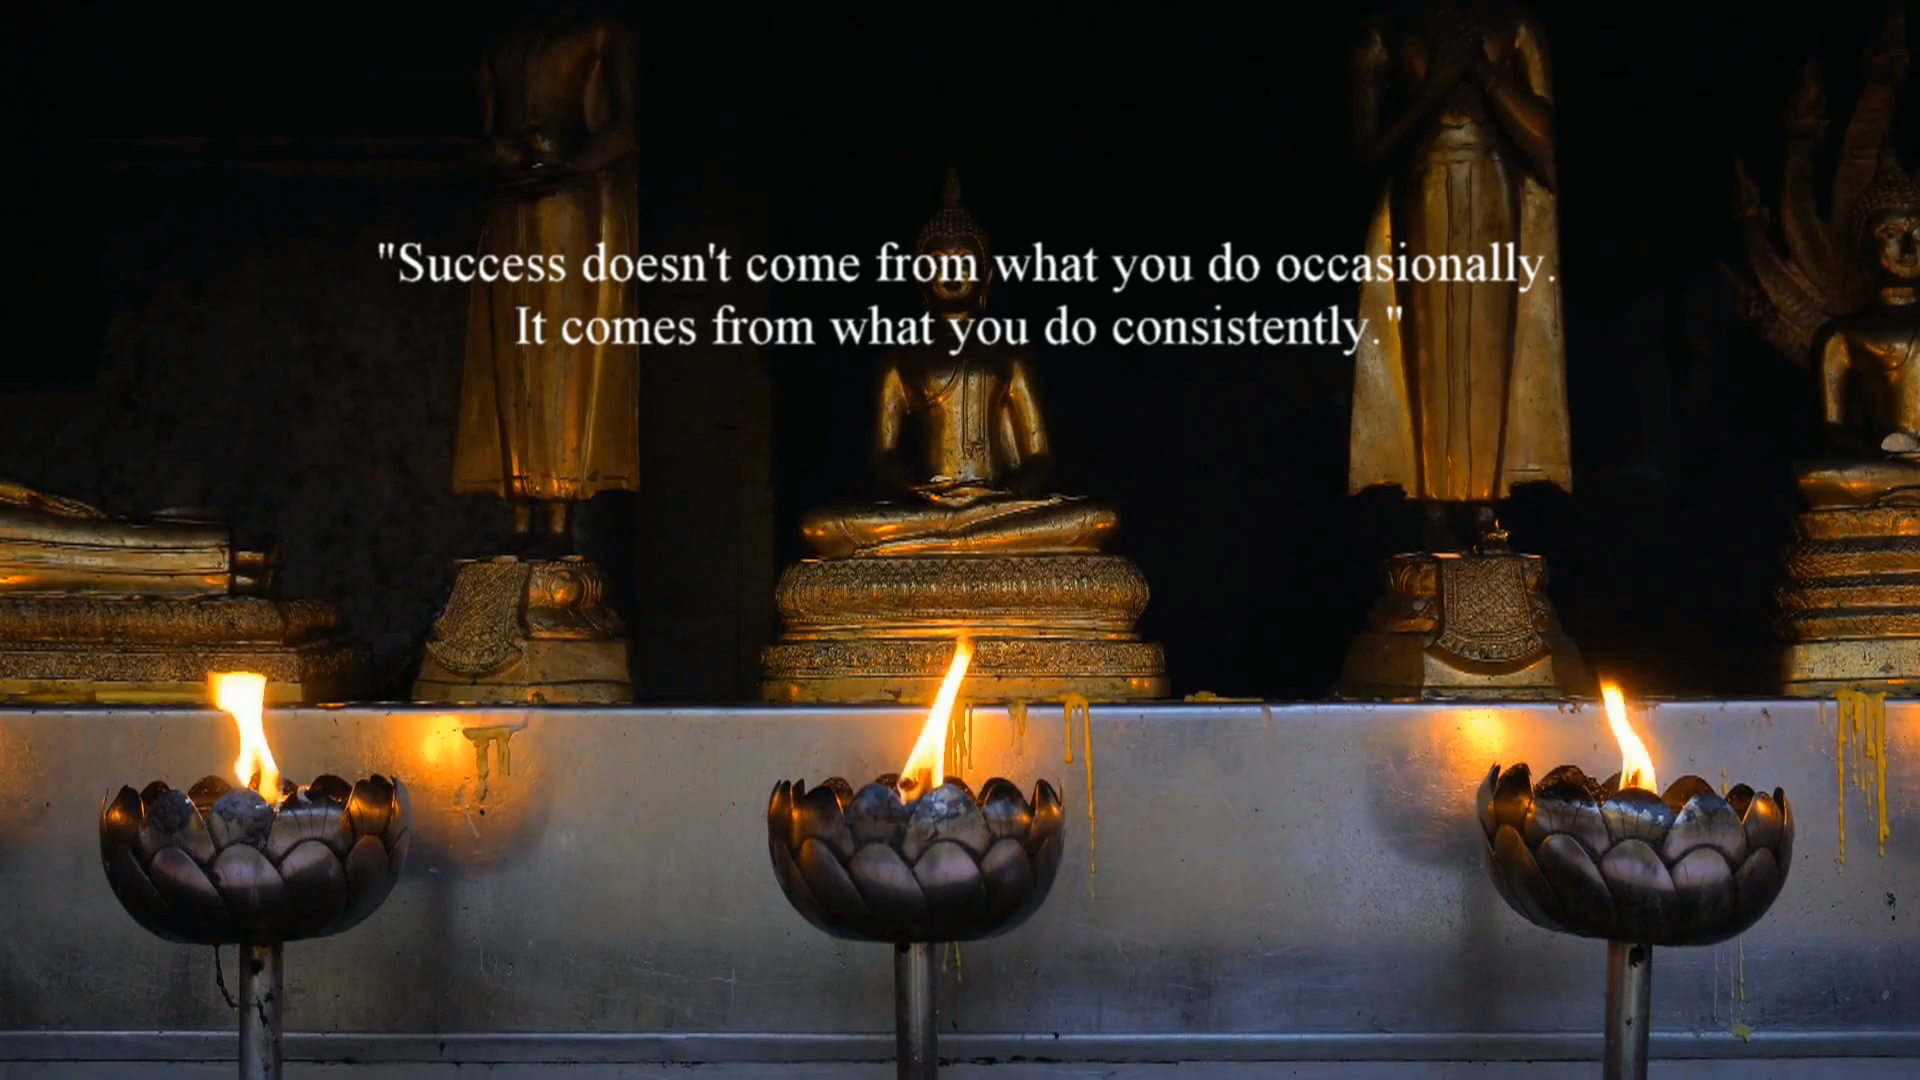 "Success doesn't come from what you do occasionally.
It comes from what you do consistently."